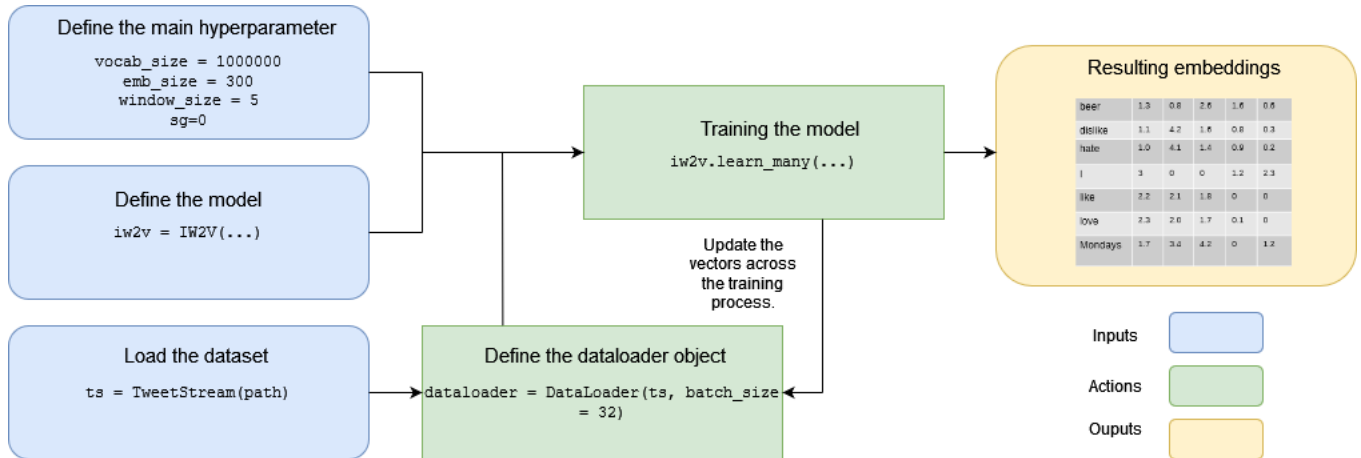 Define the main hyperparameter
vocab_size = 1000000
emb_size = 300
window_size = 5
sg=0
Define the model
iw2v = IW2V(...)
Load the dataset
ts = TweetStream(path)
Training the model
iw2v.learn_many(...)
Update the
vectors across
the training
process.
Define the dataloader object
dataloader = DataLoader(ts, batch_size
= 32)
Resulting embeddings
beer 1.3 0.8 2.6 1.6 0.6
dislike 1.1 4.2 1.6 0.8 0.3
hate 1.0 4.1 1.4 0.9 0.2
I 3 0 0 1.2 2.3
like 2.2 2.1 1.8 0 0
love 2.3 2.0 1.7 0.1 0
Mondays 1.7 3.4 4.2 0 1.2
Inputs
Actions
Ouputs